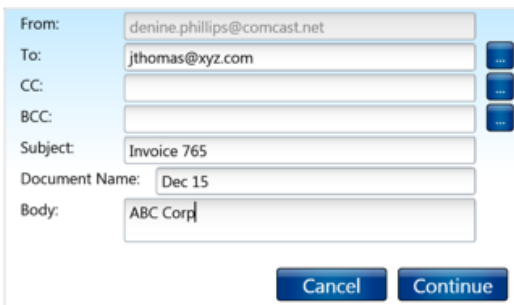 From: denine.phillips@comcast.net
To: jthomas@xyz.com ...
CC: ...
BCC: ...
Subject: Invoice 765
Document Name: Dec 15
Body: ABC Corp
Cancel Continue